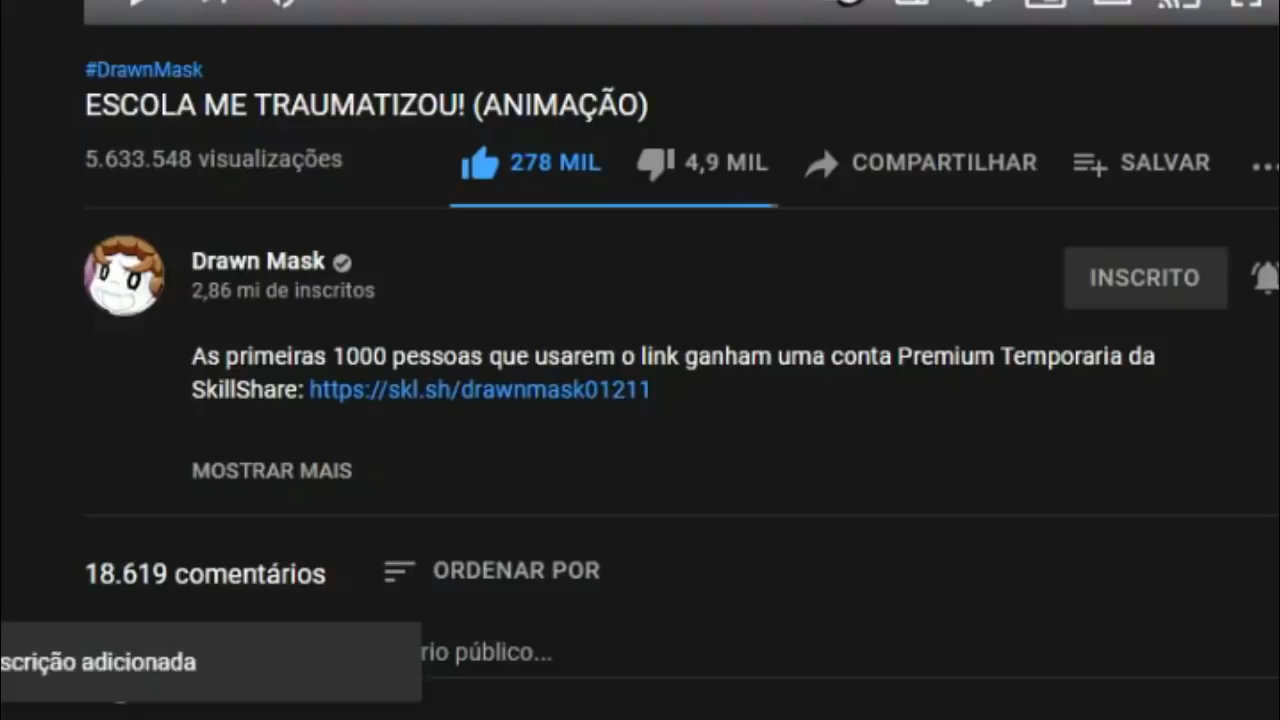 #DrawnMask
ESCOLA ME TRAUMATIZOU! (ANIMAÇÃO)
5.633.548 visualizações
278 MIL
4,9 MIL
COMPARTILHAR
SALVAR
Drawn Mask
2,86 mi de inscritos
INSCRITO
As primeiras 1000 pessoas que usarem o link ganham uma conta Premium Temporaria da
SkillShare: https://skl.sh/drawnmask01211
MOSTRAR MAIS
18.619 comentários
ORDENAR POR
rio público...
scrição adicionada